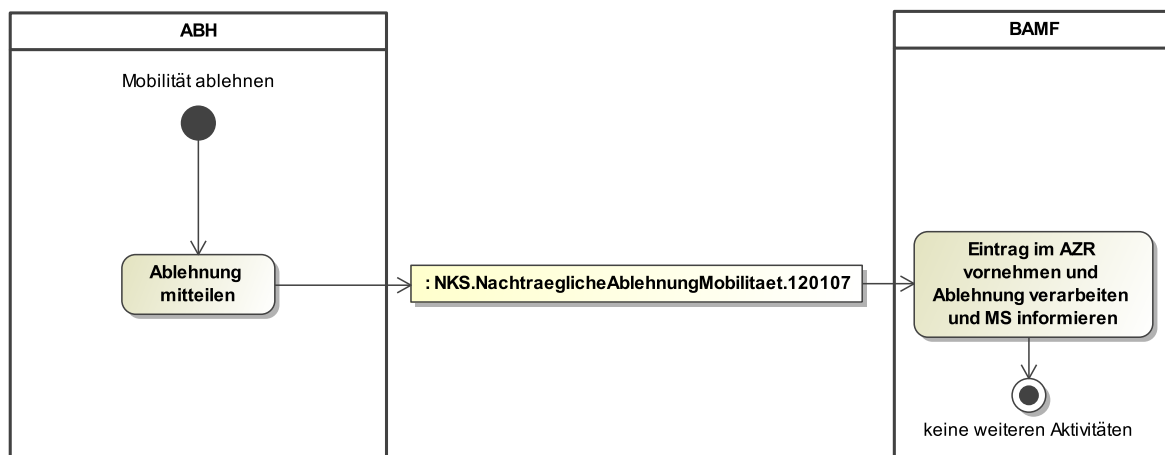 ABH
BAMF
Mobilität ablehnen
Ablehnung
mitteilen
: NKS.NachtraeglicheAblehnungMobilitaet.120107
Eintrag im AZR
vornehmen und
Ablehnung verarbeiten
und MS informieren
keine weiteren Aktivitäten